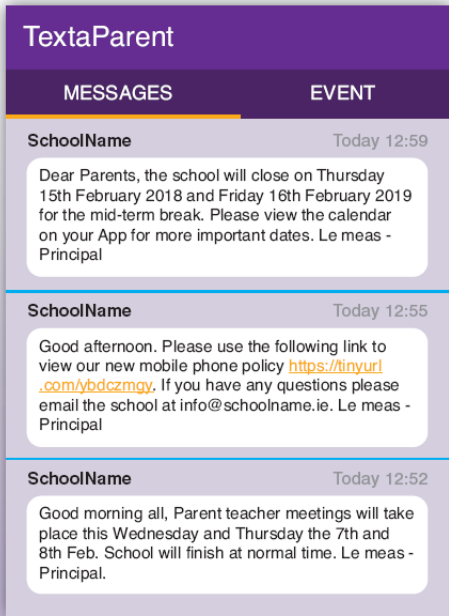 TextaParent
MESSAGES EVENT
SchoolName Today 12:59
Dear Parents, the school will close on Thursday
15th February 2018 and Friday 16th February 2019
for the mid-term break. Please view the calendar
on your App for more important dates. Le meas -
Principal
SchoolName Today 12:55
Good afternoon. Please use the following link to
view our new mobile phone policy https://tinyurl
.com/ybdczmgy. If you have any questions please
email the school at info@schoolname.ie. Le meas -
Principal
SchoolName Today 12:52
Good morning all, Parent teacher meetings will take
place this Wednesday and Thursday the 7th and
8th Feb. School will finish at normal time. Le meas -
Principal.